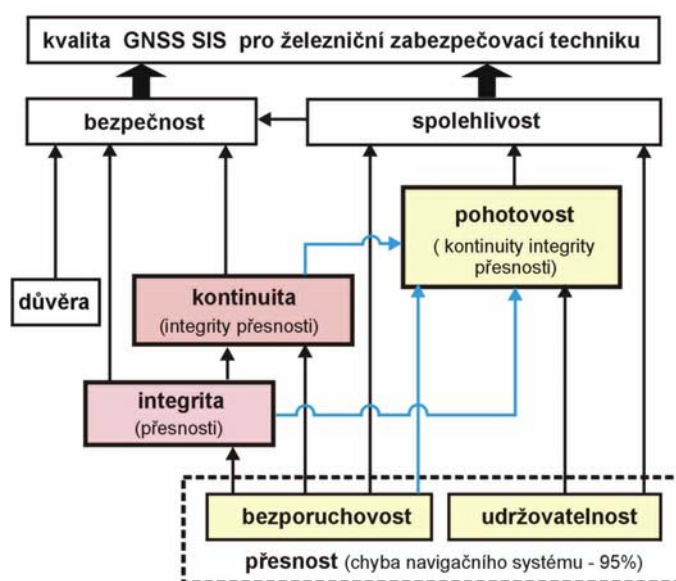 kvalita GNSS SIS pro železniční zabezpečovací techniku
bezpečnost
spolehlivost
pohotovost
( kontinuity integrity
přesnosti)
důvěra
kontinuita
(integrity přesnosti)
integrita
(přesnosti)
bezporuchovost
udržovatelnost
přesnost (chyba navigačního systému - 95%)